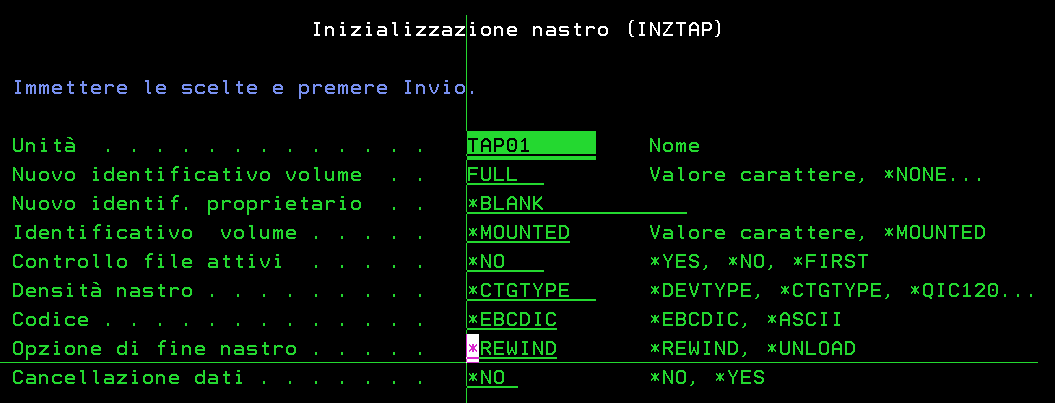 Inizializzazione nastro (INZTAP)
Immettere le scelte e premere Invio.
Unità . . . . . . . . . . . . . TAP01 Nome
Nuovo identificativo volume . . FULL Valore carattere, *NONE...
Nuovo identif. proprietario . . *BLANK
Identificativo volume . . . . . *MOUNTED Valore carattere, *MOUNTED
Controllo file attivi . . . . . *NO *YES, *NO, *FIRST
Densità nastro . . . . . . . . . *CTGTYPE *DEVTYPE, *CTGTYPE, *QIC120...
Codice . . . . . . . . . . . . . *EBCDIC *EBCDIC, *ASCII
Opzione di fine nastro . . . . . *REWIND *REWIND, *UNLOAD
Cancellazione dati . . . . . . . *NO *NO, *YES